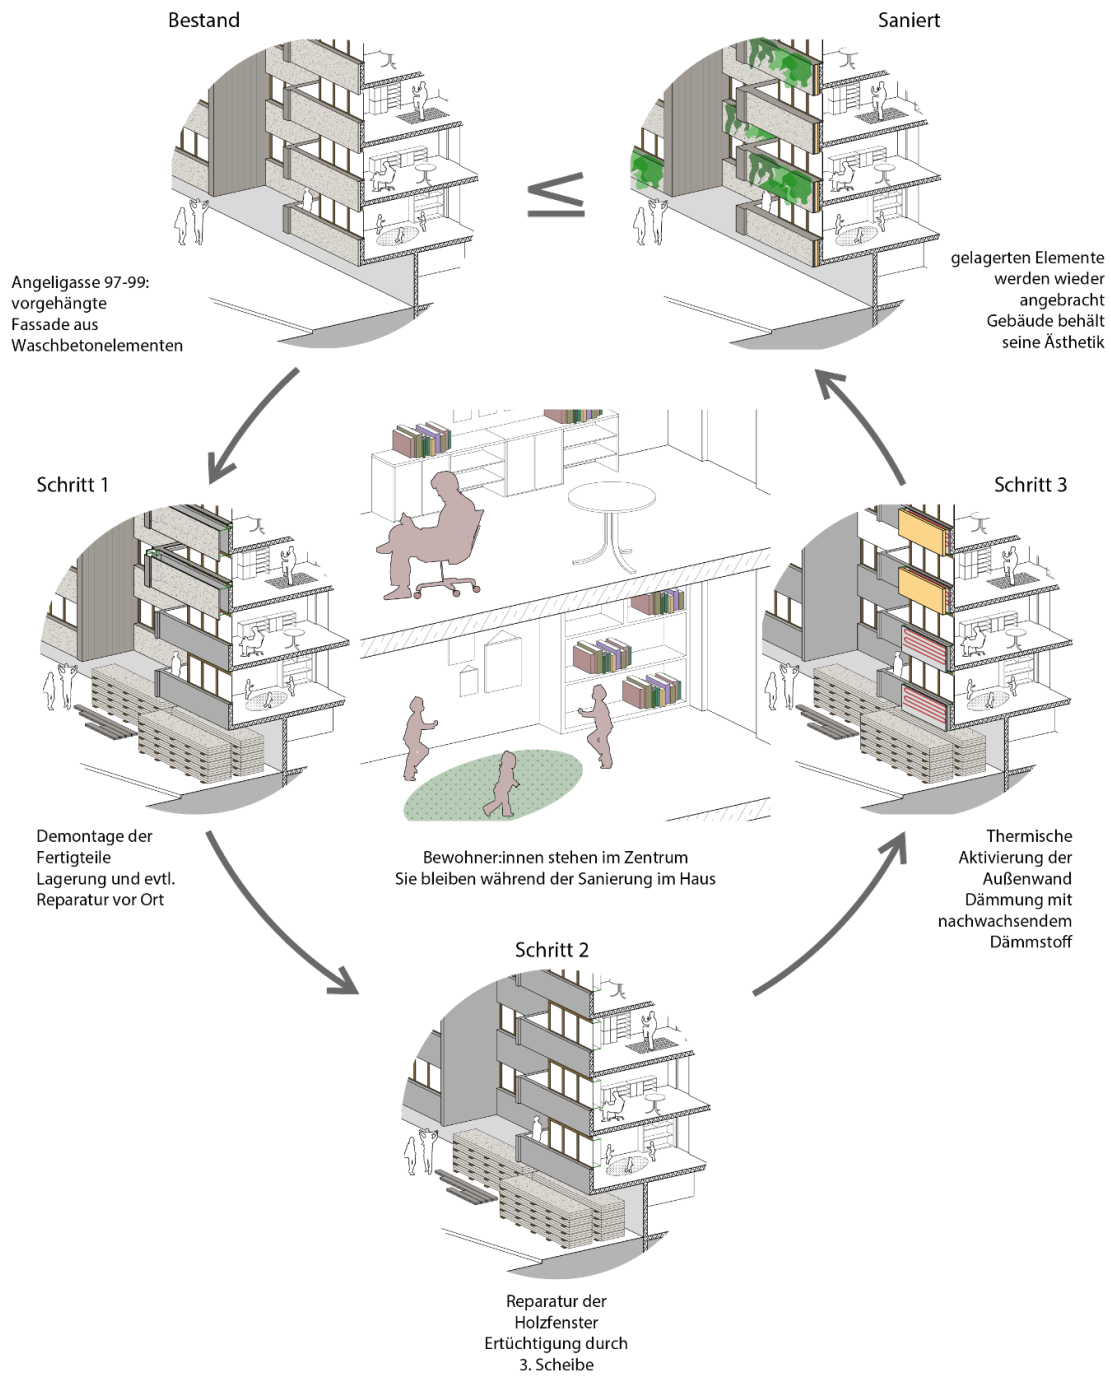 Bestand
Saniert
≤
Angeligasse 97-99:
vorgehängte
Fassade aus
Waschbetonelementen
gelagerten Elemente
werden wieder
angebracht
Gebäude behält
seine Ästhetik
Schritt 1
Schritt 3
Demontage der
Fertigteile
Lagerung und evtl.
Reparatur vor Ort
Bewohner:innen stehen im Zentrum
Sie bleiben während der Sanierung im Haus
Thermische
Aktivierung der
Außenwand
Dämmung mit
nachwachsendem
Dämmstoff
Schritt 2
Reparatur der
Holzfenster
Ertüchtigung durch
3. Scheibe